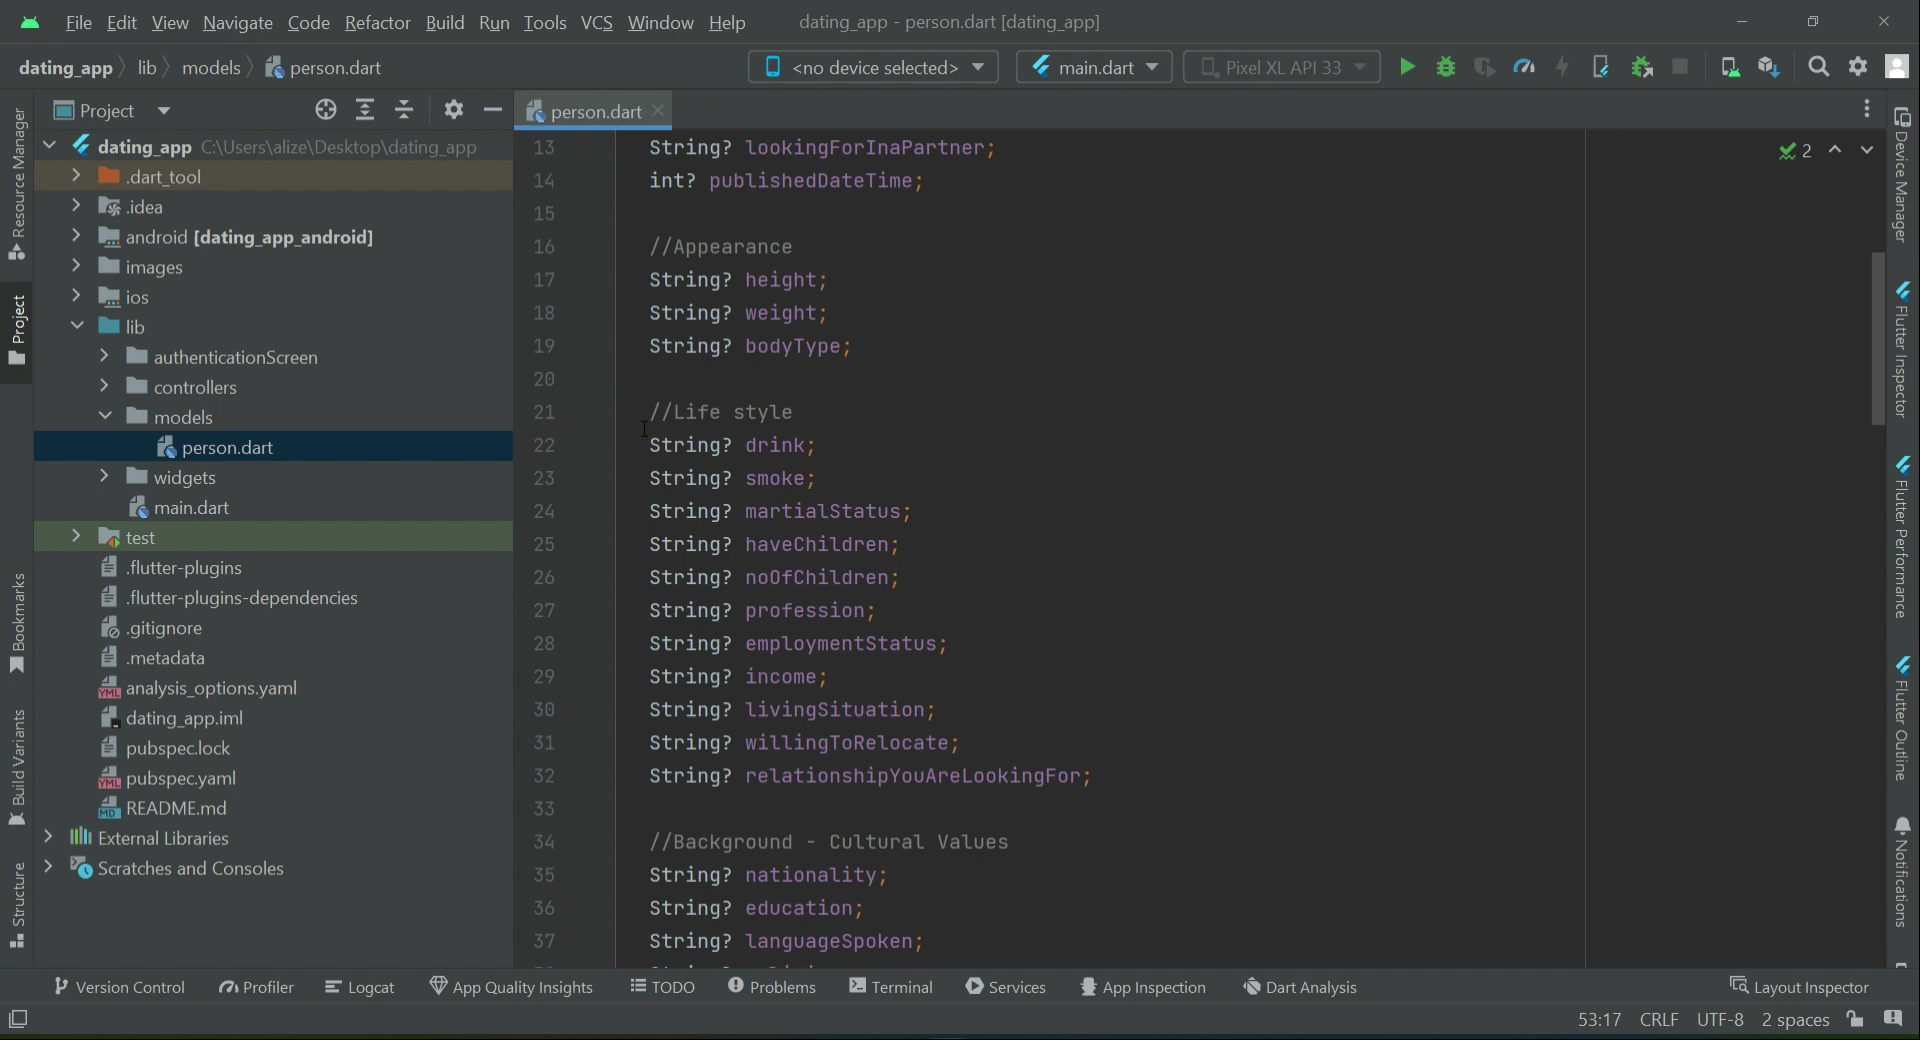 File Edit View Navigate Code Refactor Build Run Tools VCS Window Help dating_app - person.dart [dating_app]
dating_app lib models person.dart <no device selected> main.dart Pixel XL API 33
Project person.dart
dating_app C:\Users\alize\Desktop\dating_app
.dart_tool
.idea
android [dating_app_android]
images
ios
lib
authenticationScreen
controllers
models
person.dart
widgets
main.dart
test
.flutter-plugins
.flutter-plugins-dependencies
.gitignore
.metadata
analysis_options.yaml
dating_app.iml
pubspec.lock
pubspec.yaml
README.md
External Libraries
Scratches and Consoles
Resource Manager
Project
Bookmarks
Build Variants
Structure
13 String? lookingForInaPartner;
14 int? publishedDateTime;
15
16 //Appearance
17 String? height;
18 String? weight;
19 String? bodyType;
20
21 //Life style
22 String? drink;
23 String? smoke;
24 String? martialStatus;
25 String? haveChildren;
26 String? noOfChildren;
27 String? profession;
28 String? employmentStatus;
29 String? income;
30 String? livingSituation;
31 String? willingToRelocate;
32 String? relationshipYouAreLookingFor;
33
34 //Background - Cultural Values
35 String? nationality;
36 String? education;
37 String? languageSpoken;
2
Device Manager
Flutter Inspector
Flutter Performance
Flutter Outline
Notifications
Version Control Profiler Logcat App Quality Insights TODO Problems Terminal Services App Inspection Dart Analysis Layout Inspector
53:17 CRLF UTF-8 2 spaces